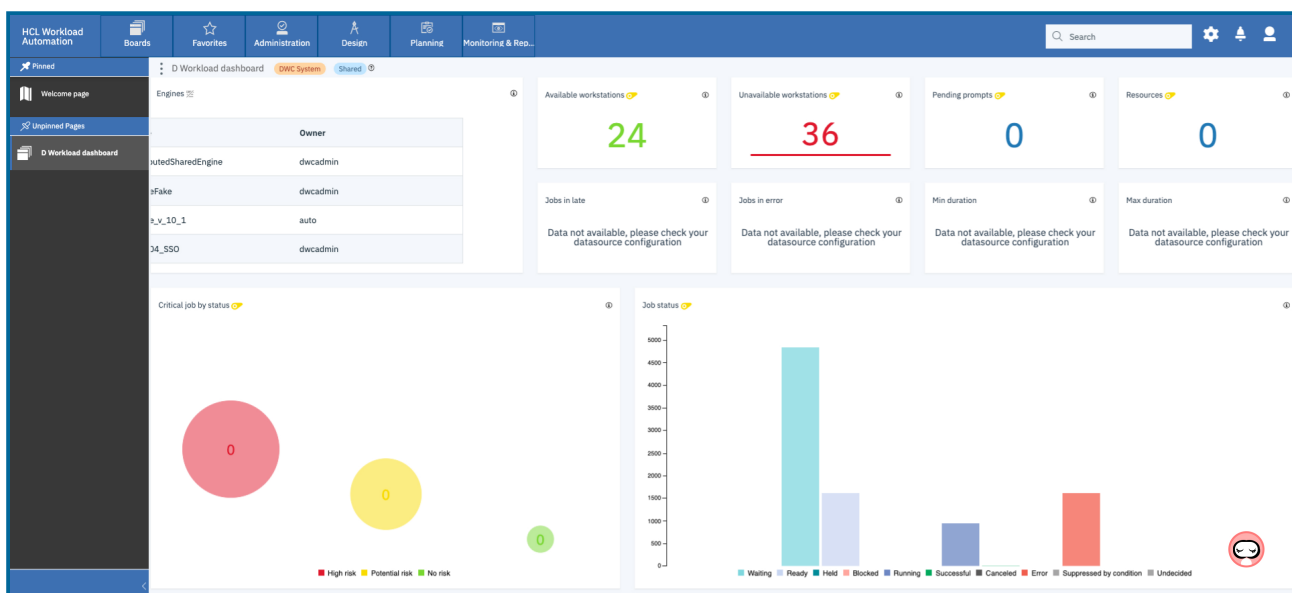 HCL Workload
Automation
Boards
Favorites
Administration
Design
Planning
Monitoring & Rep...
Search
Pinned
Welcome page
Unpinned Pages
D Workload dashboard
D Workload dashboard DWC System Shared
Engines
Owner
outedSharedEngine dwcadmin
eFake dwcadmin
e_v_10_1 auto
04_SSO dwcadmin
Available workstations
24
Unavailable workstations
36
Pending prompts
0
Resources
0
Jobs in late
Data not available, please check your
datasource configuration
Jobs in error
Data not available, please check your
datasource configuration
Min duration
Data not available, please check your
datasource configuration
Max duration
Data not available, please check your
datasource configuration
Critical job by status
0
0
0
High risk Potential risk No risk
Job status
5000
4500
4000
3500
3000
2500
2000
1500
1000
500
0
Waiting Ready Held Blocked Running Successful Canceled Error Suppressed by condition Undecided